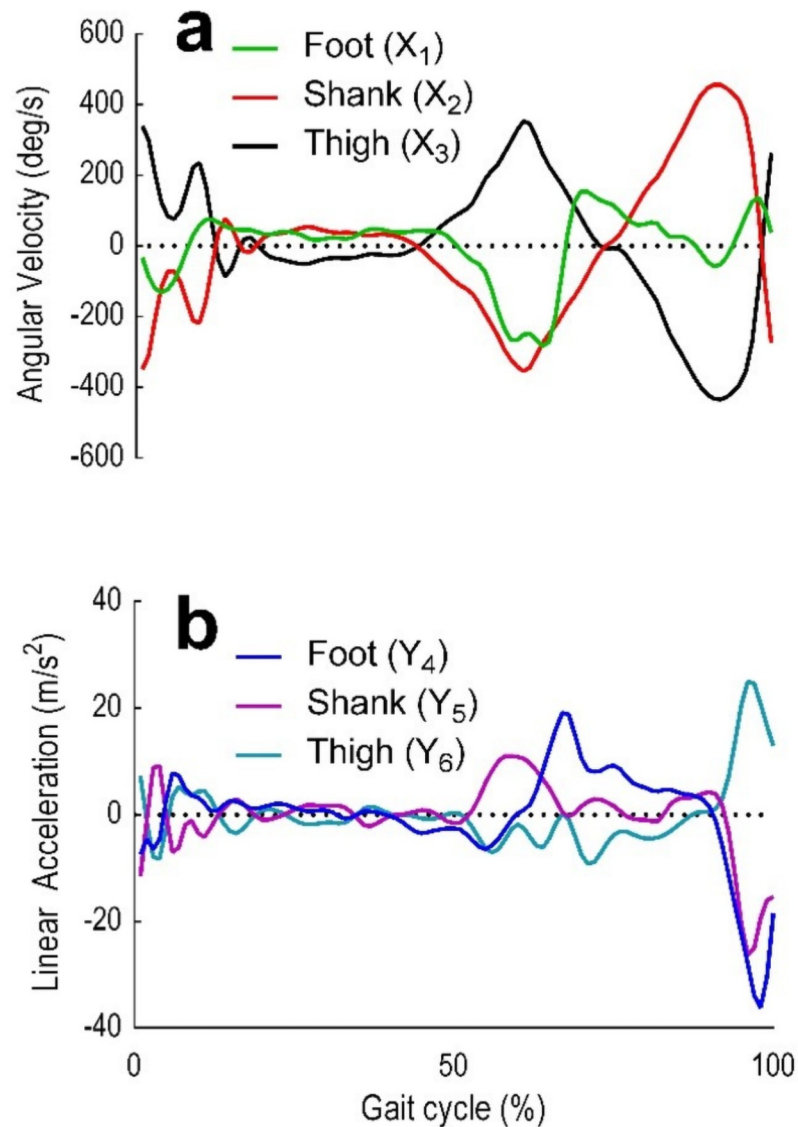 a
600
400
200
0
-200
-400
-600
Angular Velocity (deg/s)
Foot (X₁)
Shank (X₂)
Thigh (X₃)
b
40
20
0
-20
-40
Linear Acceleration (m/s²)
Foot (Y₄)
Shank (Y₅)
Thigh (Y₆)
0 50 100
Gait cycle (%)